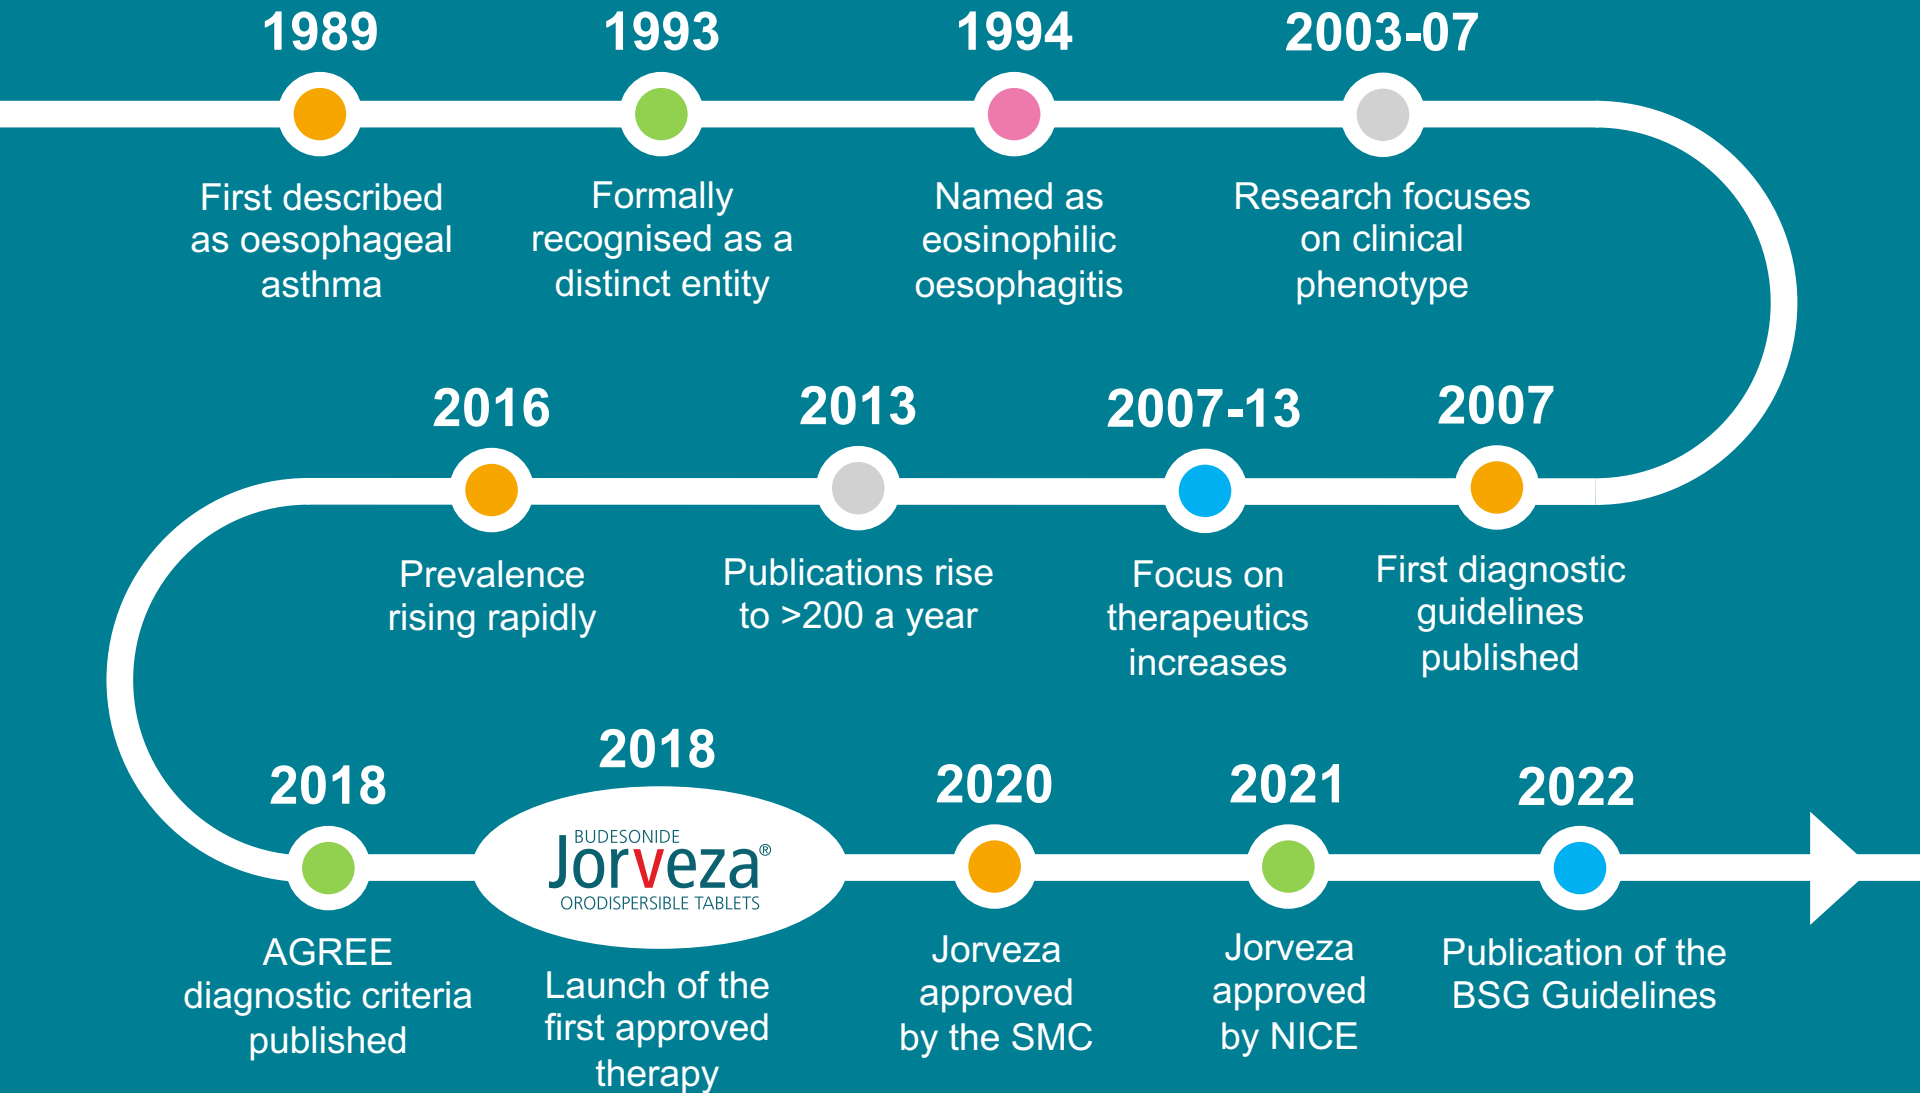 1989
First described
as oesophageal
asthma
1993
Formally
recognised as a
distinct entity
1994
Named as
eosinophilic
oesophagitis
2003-07
Research focuses
on clinical
phenotype
2007
First diagnostic
guidelines
published
2007-13
Focus on
therapeutics
increases
2013
Publications rise
to >200 a year
2016
Prevalence
rising rapidly
2018
AGREE
diagnostic criteria
published
2018
BUDESONIDE
Jorveza®
ORODISPERSIBLE TABLETS
Launch of the
first approved
therapy
2020
Jorveza
approved
by the SMC
2021
Jorveza
approved
by NICE
2022
Publication of the
BSG Guidelines